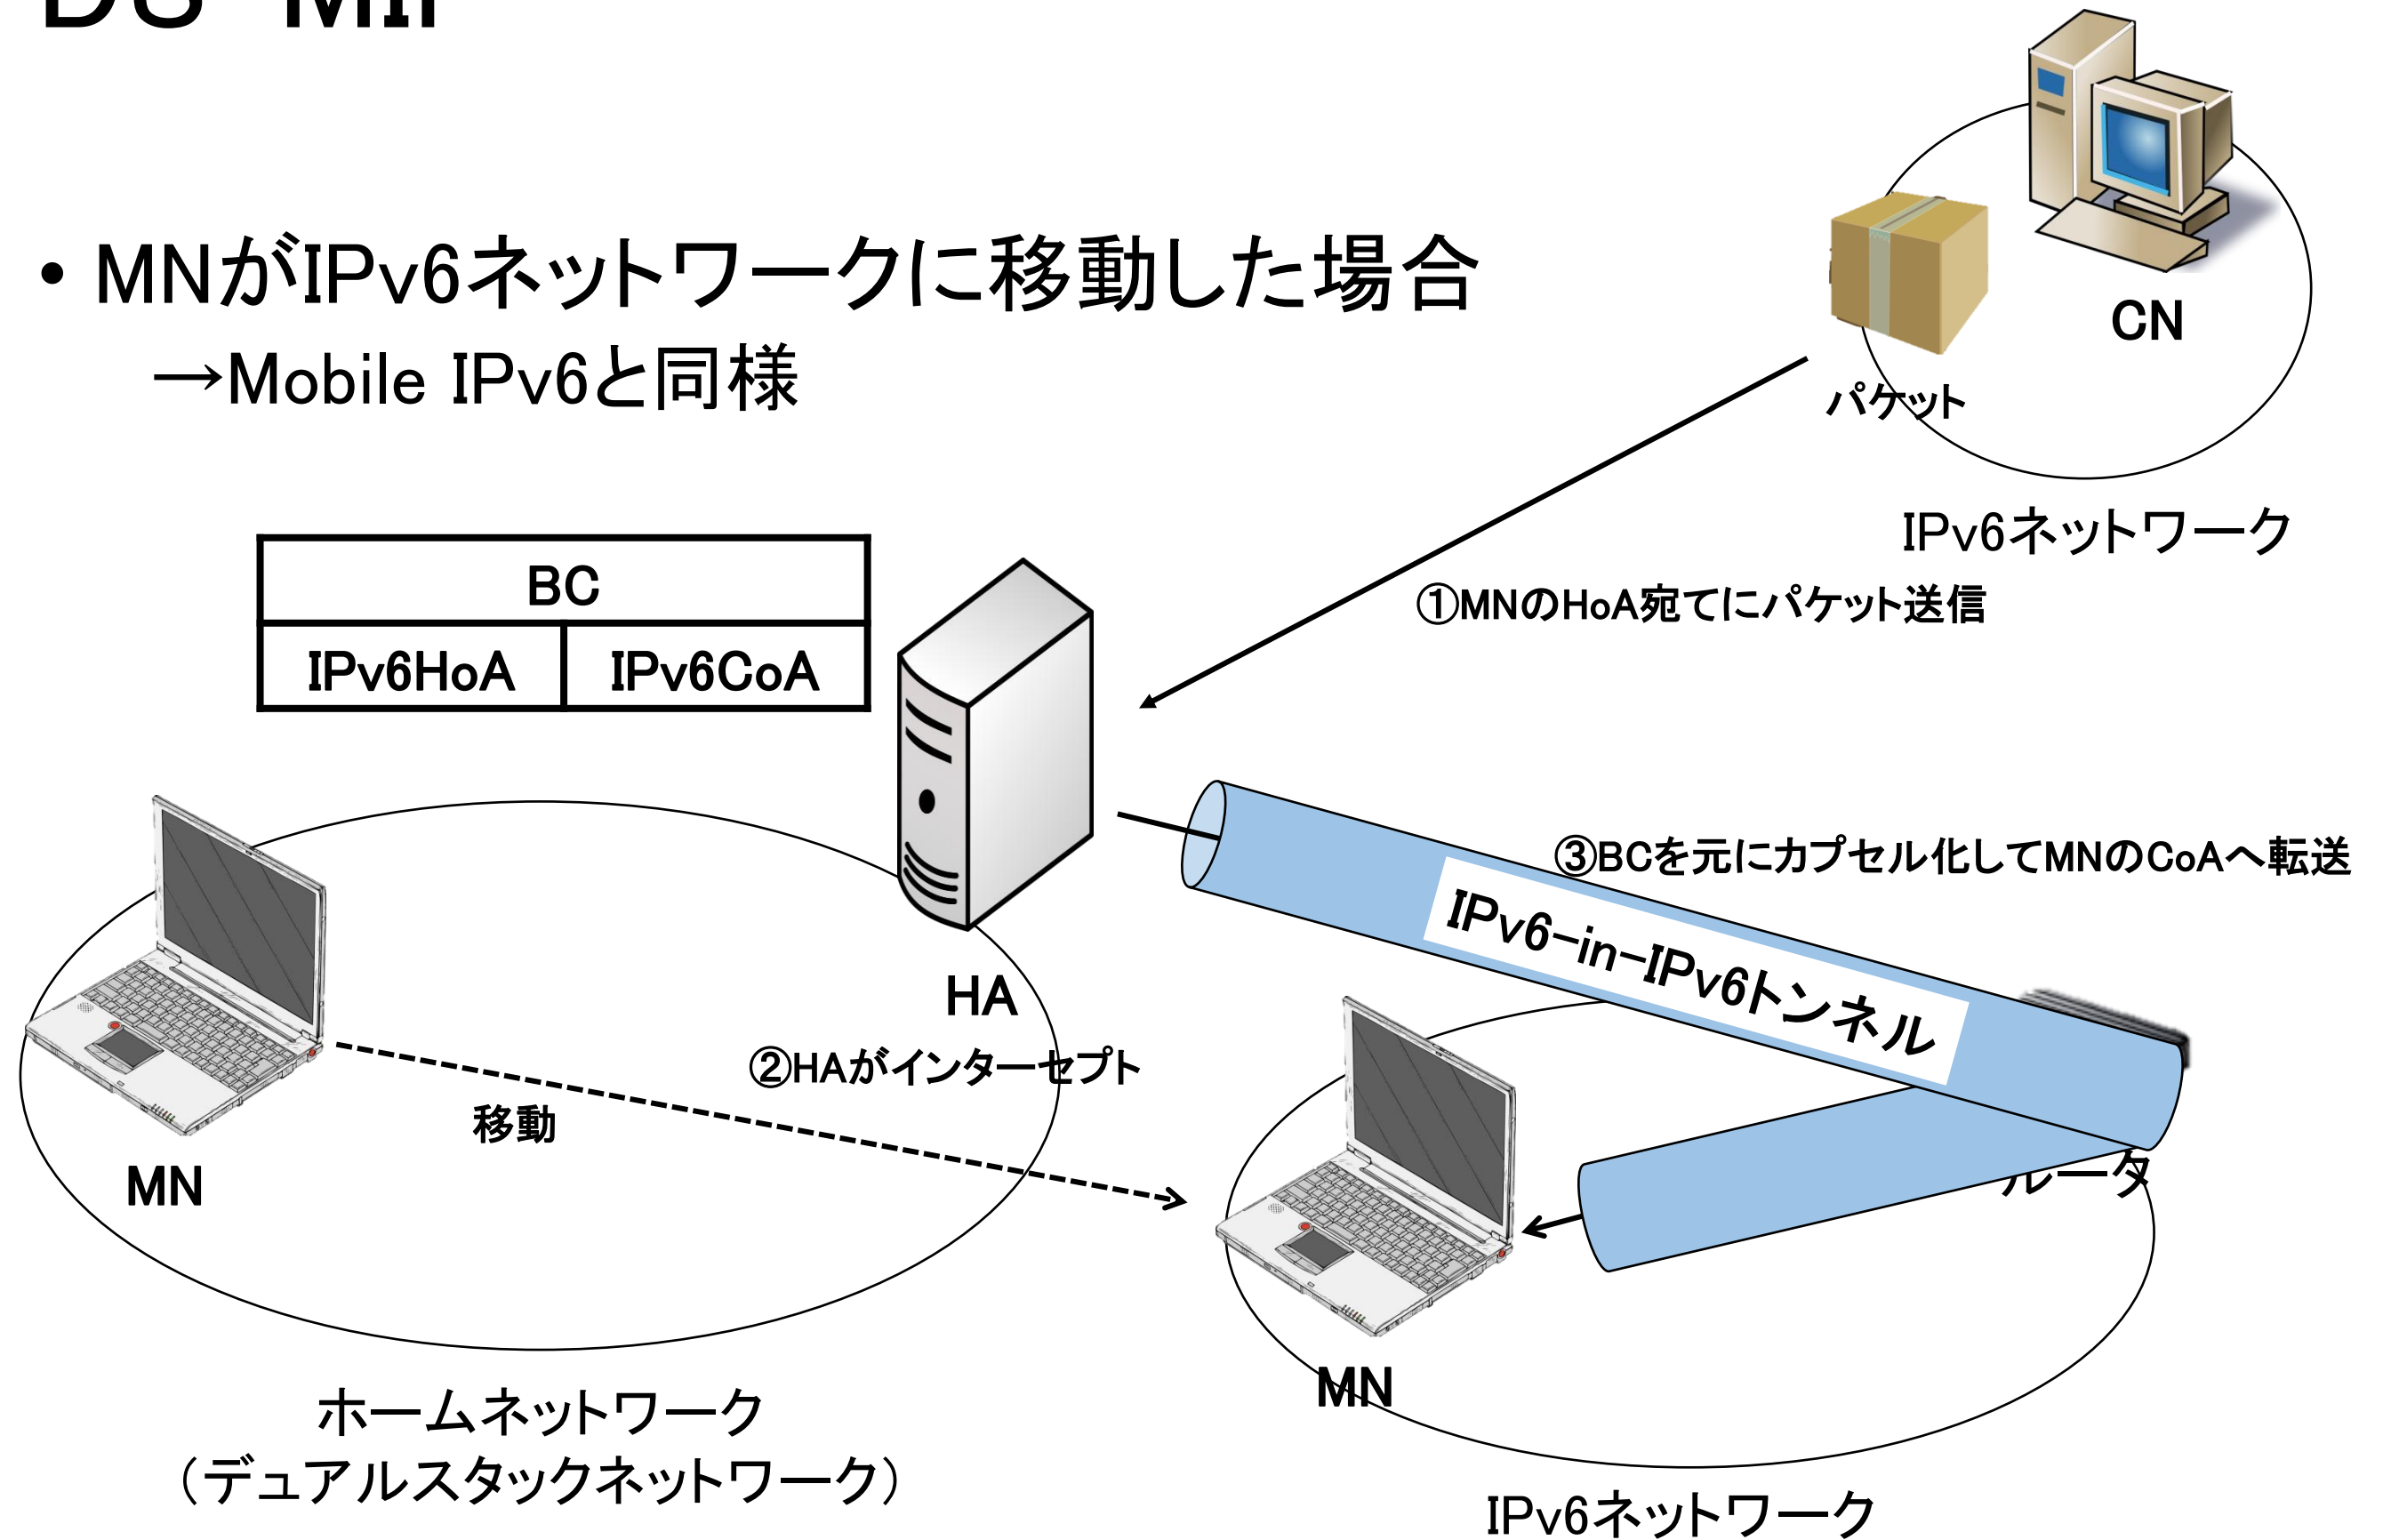 • MNがIPv6ネットワークに移動した場合
→Mobile IPv6と同様
CN
パケット
IPv6ネットワーク
①MNのHoA宛てにパケット送信
BC
IPv6HoA IPv6CoA
③BCを元にカプセル化してMNのCoAへ転送
IPv6-in-IPv6トンネル
HA
②HAがインターセプト
移動
MN
ルータ
MN
ホームネットワーク
（デュアルスタックネットワーク）
IPv6ネットワーク